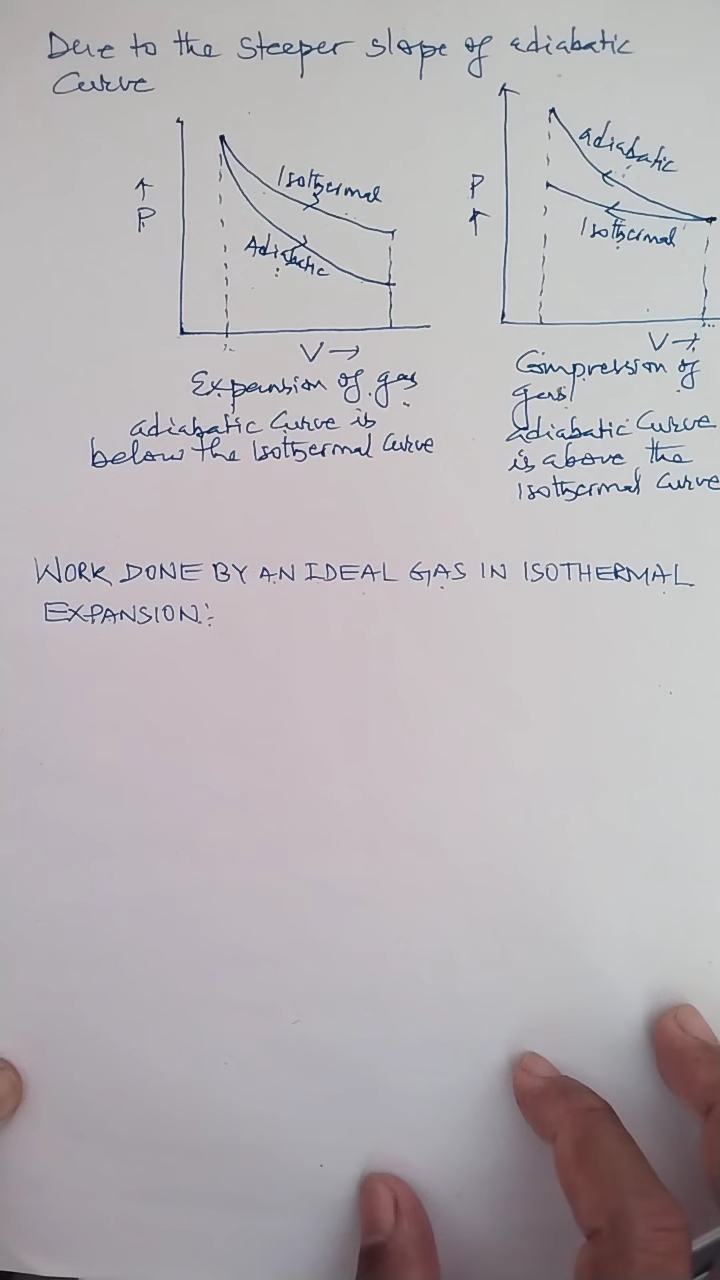 Due to the steeper slope of adiabatic
Curve
↑
P
Isothermal
Adiabatic
V →
Expansion of gas
adiabatic Curve is
below the Isothermal Curve
P
↑
adiabatic
Isothermal
V →
Compression of
gas
adiabatic Curve
is above the
Isothermal Curve
WORK DONE BY AN IDEAL GAS IN ISOTHERMAL
EXPANSION: